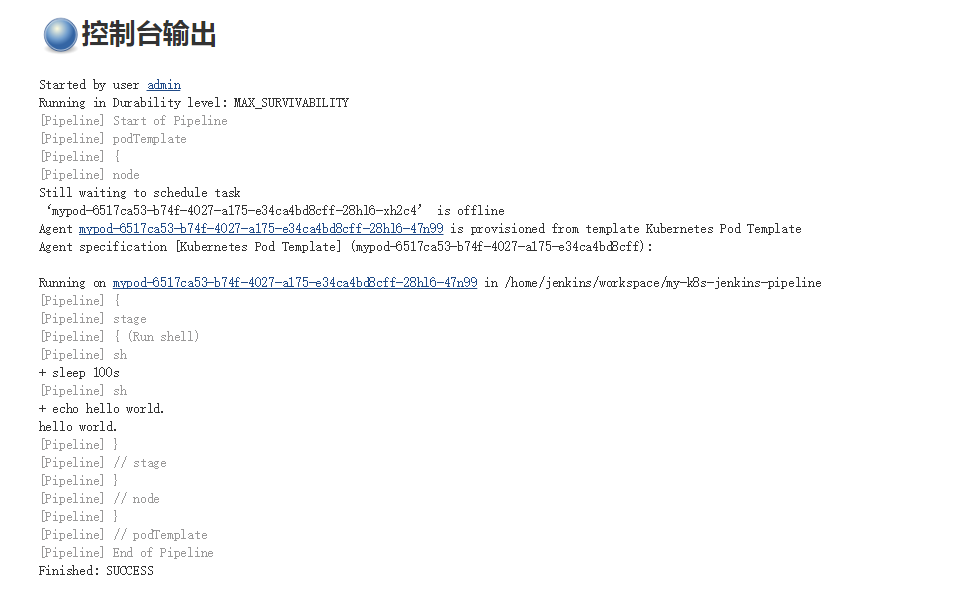 控制台输出
Started by user admin
Running in Durability level: MAX_SURVIVABILITY
[Pipeline] Start of Pipeline
[Pipeline] podTemplate
[Pipeline] {
[Pipeline] node
Still waiting to schedule task
‘mypod-6517ca53-b74f-4027-a175-e34ca4bd8cff-28hl6-xh2c4’ is offline
Agent mypod-6517ca53-b74f-4027-a175-e34ca4bd8cff-28hl6-47n99 is provisioned from template Kubernetes Pod Template
Agent specification [Kubernetes Pod Template] (mypod-6517ca53-b74f-4027-a175-e34ca4bd8cff):
Running on mypod-6517ca53-b74f-4027-a175-e34ca4bd8cff-28hl6-47n99 in /home/jenkins/workspace/my-k8s-jenkins-pipeline
[Pipeline] {
[Pipeline] stage
[Pipeline] { (Run shell)
[Pipeline] sh
+ sleep 100s
[Pipeline] sh
+ echo hello world.
hello world.
[Pipeline] }
[Pipeline] // stage
[Pipeline] }
[Pipeline] // node
[Pipeline] }
[Pipeline] // podTemplate
[Pipeline] End of Pipeline
Finished: SUCCESS